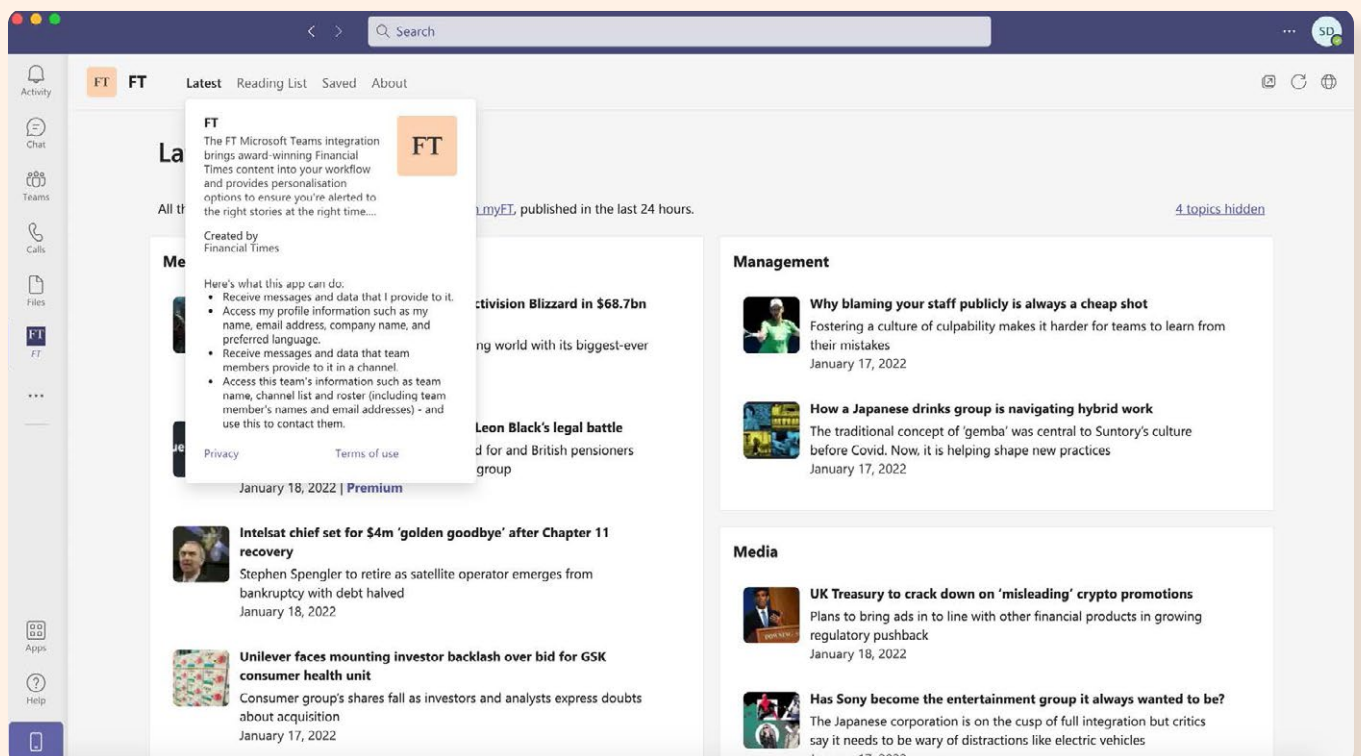 Search
SD
Activity
Chat
Teams
Calls
Files
FT
FT
Apps
Help
FT
FT
Latest
Reading List
Saved
About
FT
FT
The FT Microsoft Teams integration
brings award-winning Financial
Times content into your workflow
and provides personalisation
options to ensure you're alerted to
the right stories at the right time....
Created by
Financial Times
Here's what this app can do:
• Receive messages and data that I provide to it.
• Access my profile information such as my
name, email address, company name, and
preferred language.
• Receive messages and data that team
members provide to it in a channel.
• Access this team's information such as team
name, channel list and roster (including team
member's names and email addresses) - and
use this to contact them.
Privacy
Terms of use
La
All th
myFT, published in the last 24 hours.
4 topics hidden
Me
ctivision Blizzard in $68.7bn
ng world with its biggest-ever
Leon Black's legal battle
d for and British pensioners
group
January 18, 2022 | Premium
Intelsat chief set for $4m 'golden goodbye' after Chapter 11
recovery
Stephen Spengler to retire as satellite operator emerges from
bankruptcy with debt halved
January 18, 2022
Unilever faces mounting investor backlash over bid for GSK
consumer health unit
Consumer group's shares fall as investors and analysts express doubts
about acquisition
January 17, 2022
Management
Why blaming your staff publicly is always a cheap shot
Fostering a culture of culpability makes it harder for teams to learn from
their mistakes
January 17, 2022
How a Japanese drinks group is navigating hybrid work
The traditional concept of 'gemba' was central to Suntory's culture
before Covid. Now, it is helping shape new practices
January 17, 2022
Media
UK Treasury to crack down on 'misleading' crypto promotions
Plans to bring ads in to line with other financial products in growing
regulatory pushback
January 18, 2022
Has Sony become the entertainment group it always wanted to be?
The Japanese corporation is on the cusp of full integration but critics
say it needs to be wary of distractions like electric vehicles